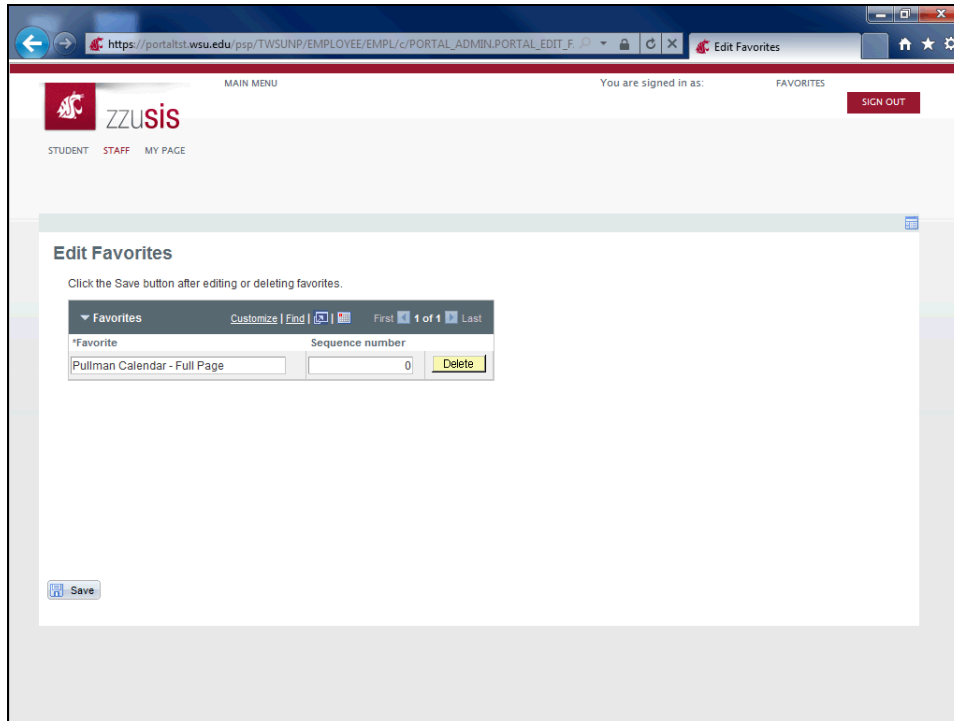 https://portaltst.wsu.edu/psp/TWSUNP/EMPLOYEE/EMPL/c/PORTAL_ADMIN.PORTAL_EDIT_F
Edit Favorites
MAIN MENU
You are signed in as:
FAVORITES
SIGN OUT
zzusis
STUDENT STAFF MY PAGE
Edit Favorites
Click the Save button after editing or deleting favorites.
Favorites Customize | Find | | First 1 of 1 Last
*Favorite Sequence number
Pullman Calendar - Full Page 0 Delete
Save